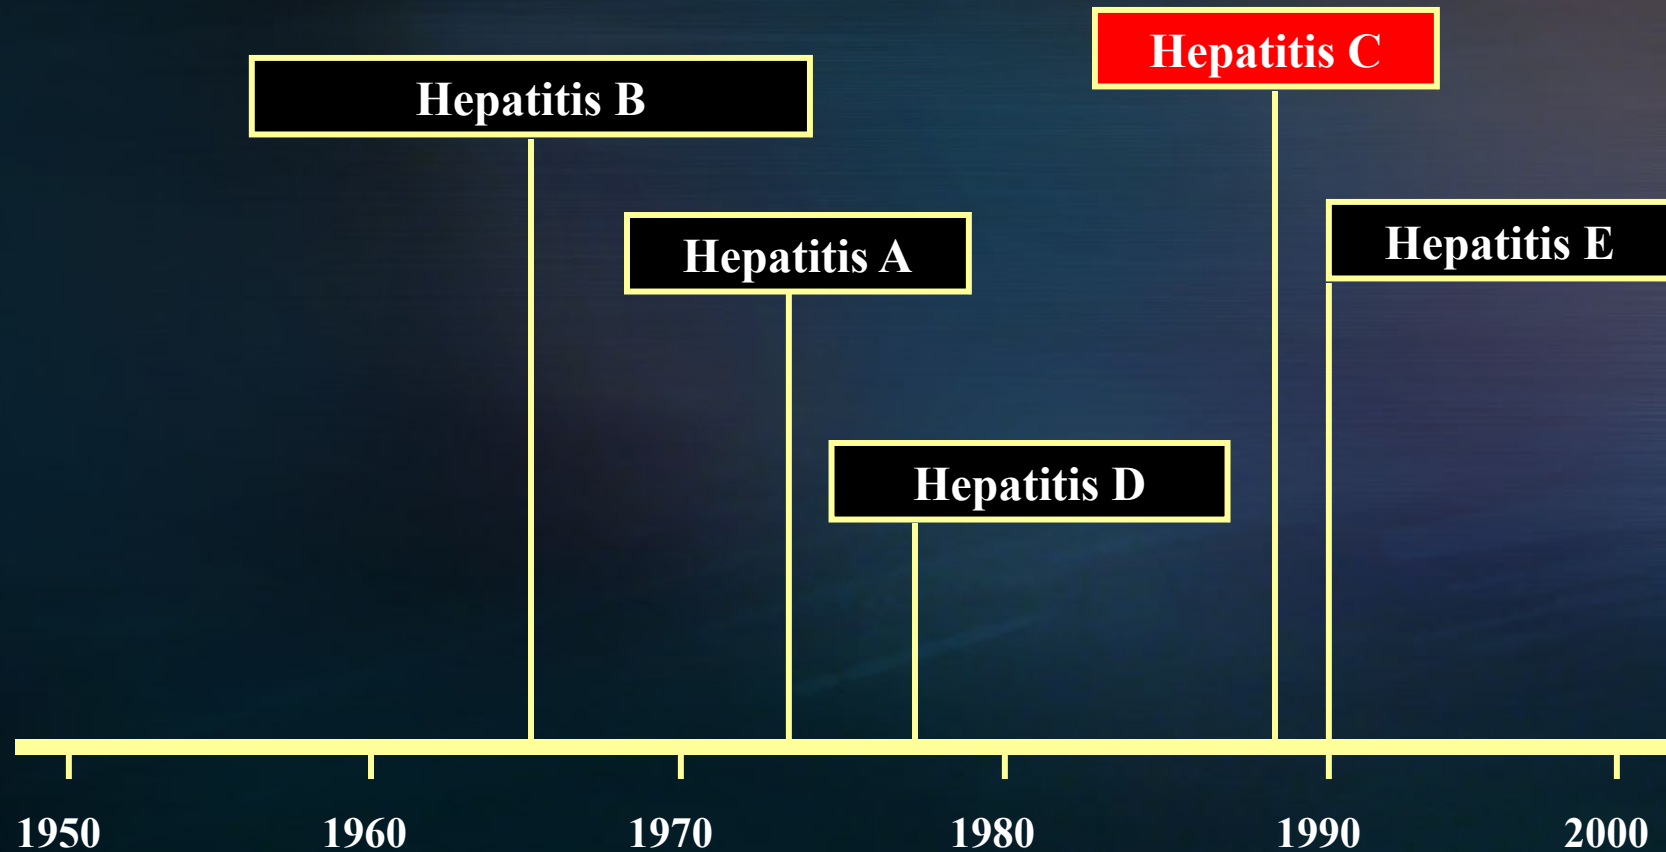 Hepatitis C
Hepatitis B
Hepatitis A
Hepatitis E
Hepatitis D
1950 1960 1970 1980 1990 2000